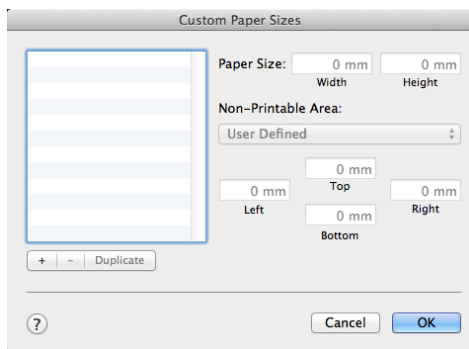 Custom Paper Sizes
Paper Size: 0 mm 0 mm
Width Height
Non-Printable Area:
User Defined
0 mm
Top
0 mm 0 mm
Left Right
0 mm
Bottom
+ - Duplicate
? Cancel OK